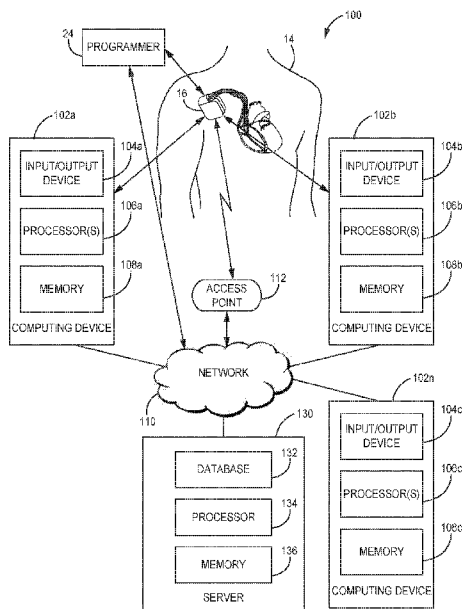 100
PROGRAMMER
24
14
16
102a
INPUT/OUTPUT
DEVICE
104a
PROCESSOR(S)
106a
MEMORY
108a
COMPUTING DEVICE
102b
INPUT/OUTPUT
DEVICE
104b
PROCESSOR(S)
106b
MEMORY
108b
COMPUTING DEVICE
ACCESS
POINT
112
NETWORK
110
130
DATABASE
132
PROCESSOR
134
MEMORY
136
SERVER
102n
INPUT/OUTPUT
DEVICE
104c
PROCESSOR(S)
106c
MEMORY
108c
COMPUTING DEVICE